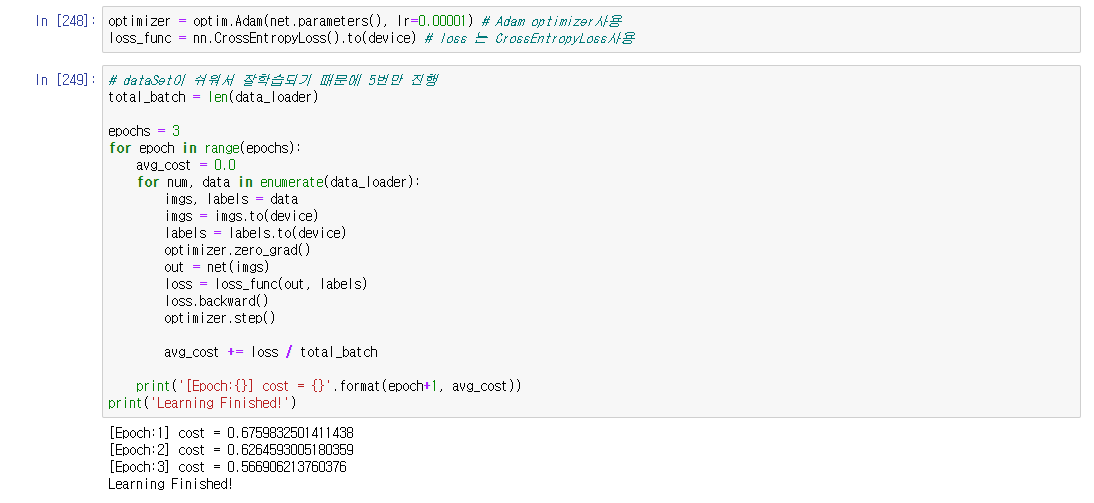 In [248]: optimizer = optim.Adam(net.parameters(), lr=0.00001) # Adam optimizer사용
loss_func = nn.CrossEntropyLoss().to(device) # loss 는 CrossEntropyLoss사용
In [249]: # dataSet이 쉬워서 잘학습되기 때문에 5번만 진행
total_batch = len(data_loader)
epochs = 3
for epoch in range(epochs):
avg_cost = 0.0
for num, data in enumerate(data_loader):
imgs, labels = data
imgs = imgs.to(device)
labels = labels.to(device)
optimizer.zero_grad()
out = net(imgs)
loss = loss_func(out, labels)
loss.backward()
optimizer.step()
avg_cost += loss / total_batch
print('[Epoch:{}] cost = {}'.format(epoch+1, avg_cost))
print('Learning Finished!')
[Epoch:1] cost = 0.6759832501411438
[Epoch:2] cost = 0.6264593005180359
[Epoch:3] cost = 0.566906213760376
Learning Finished!